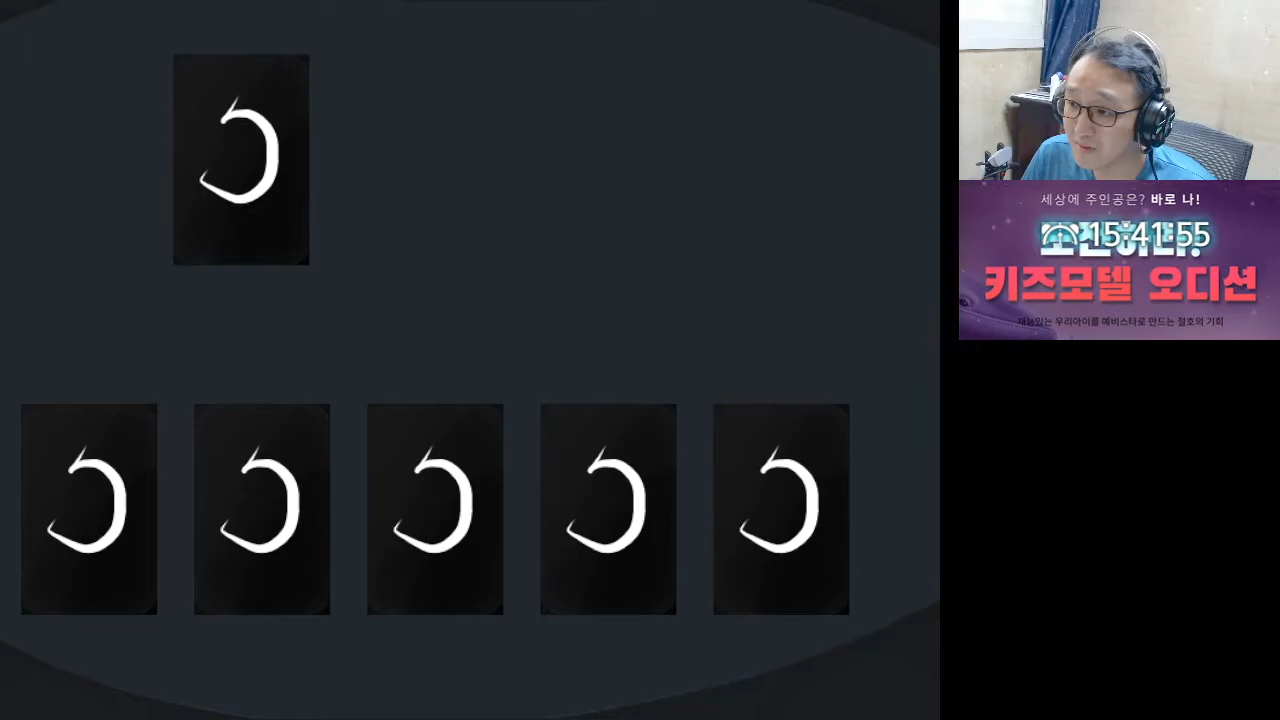 세상에 주인공은? 바로 나!
15:41:55
키즈모델 오디션
재능있는 우리아이를 예비스타로 만드는 절호의 기회